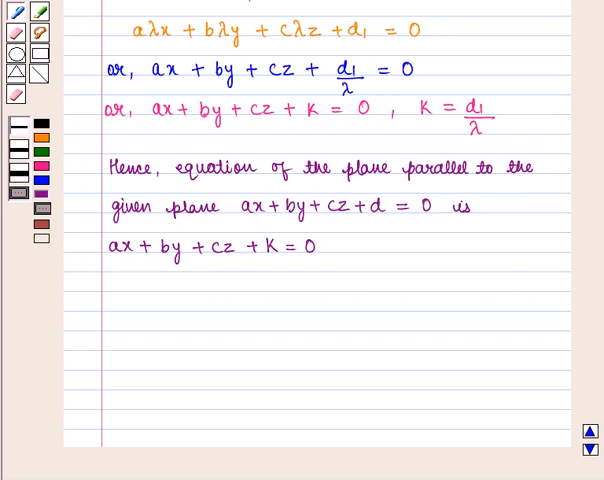 aλx + bλy + cλz + d₁ = 0
or, ax + by + cz + d₁/λ = 0
or, ax + by + cz + K = 0 , K = d₁/λ
Hence, equation of the plane parallel to the
given plane ax + by + cz + d = 0 is
ax + by + cz + K = 0